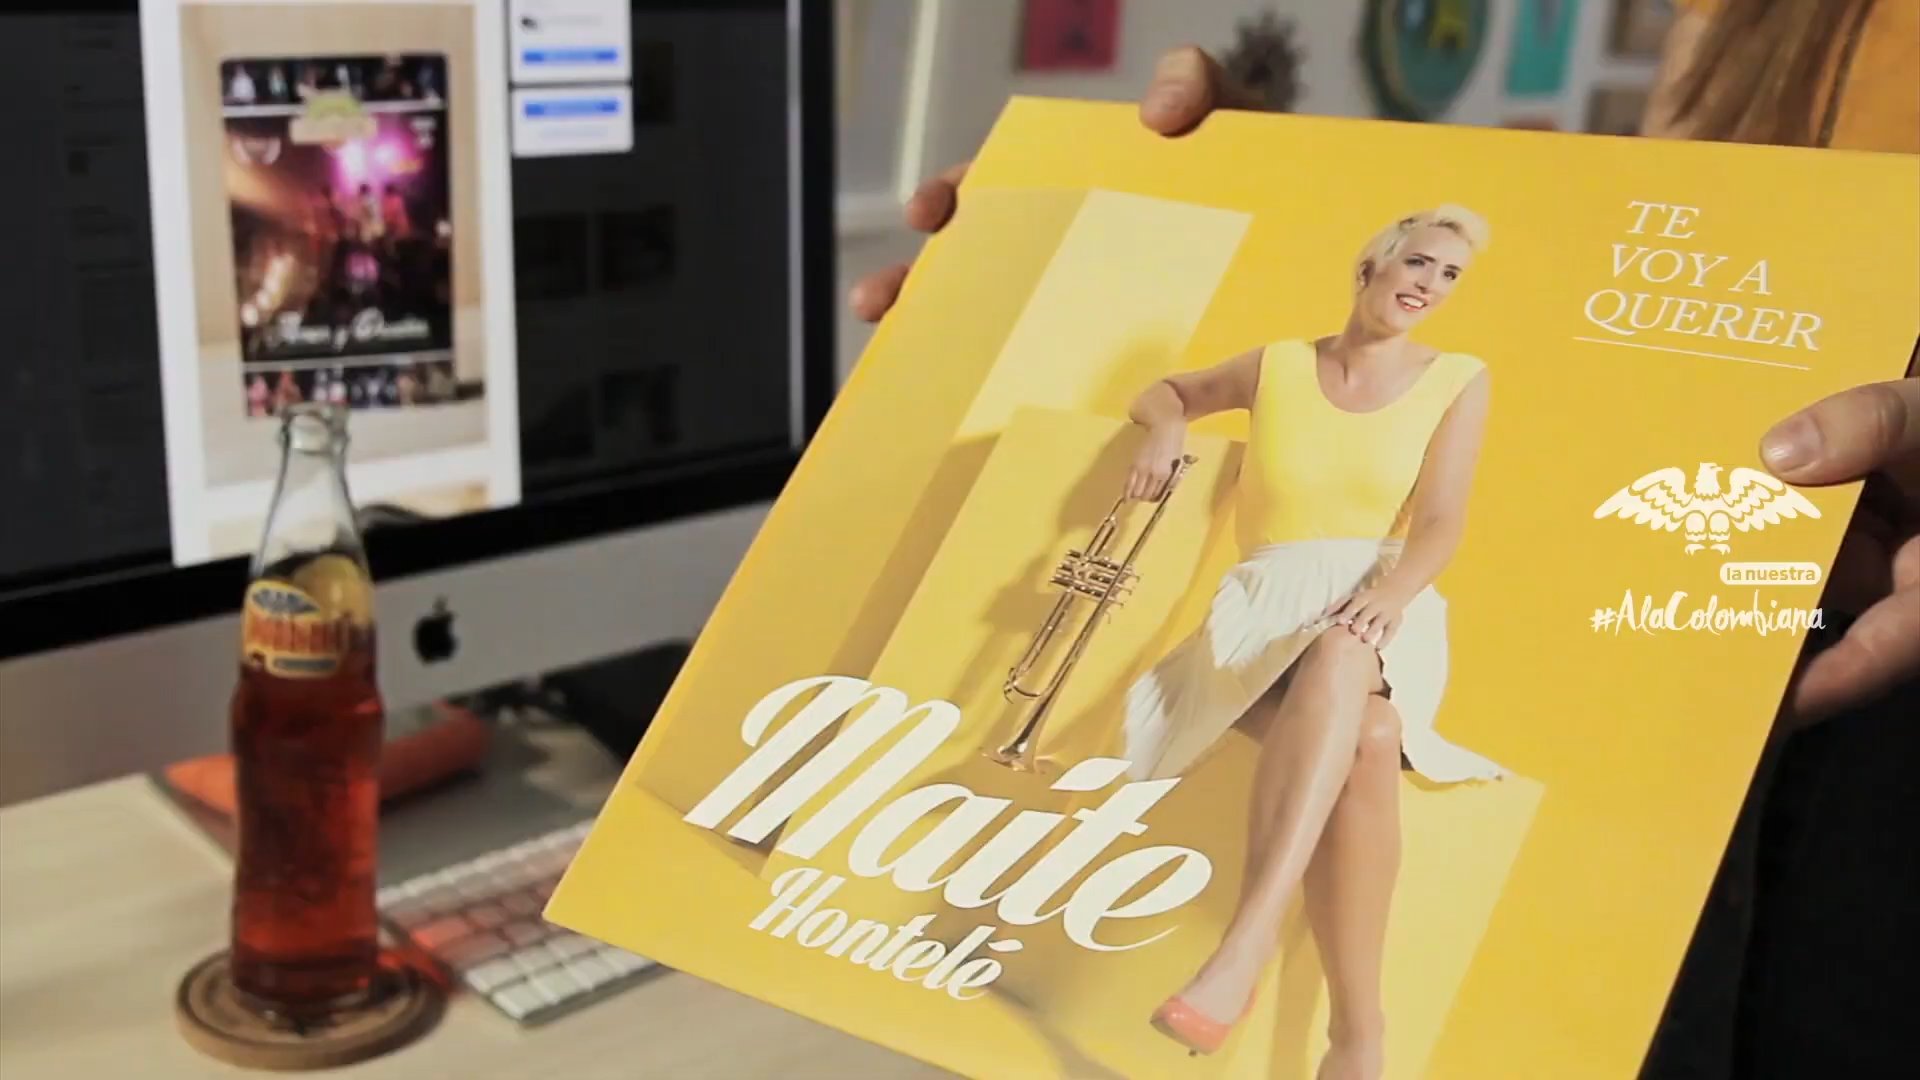 TE
VOY A
QUERER
la nuestra
#AlaColombiana
Maite
Hontelé